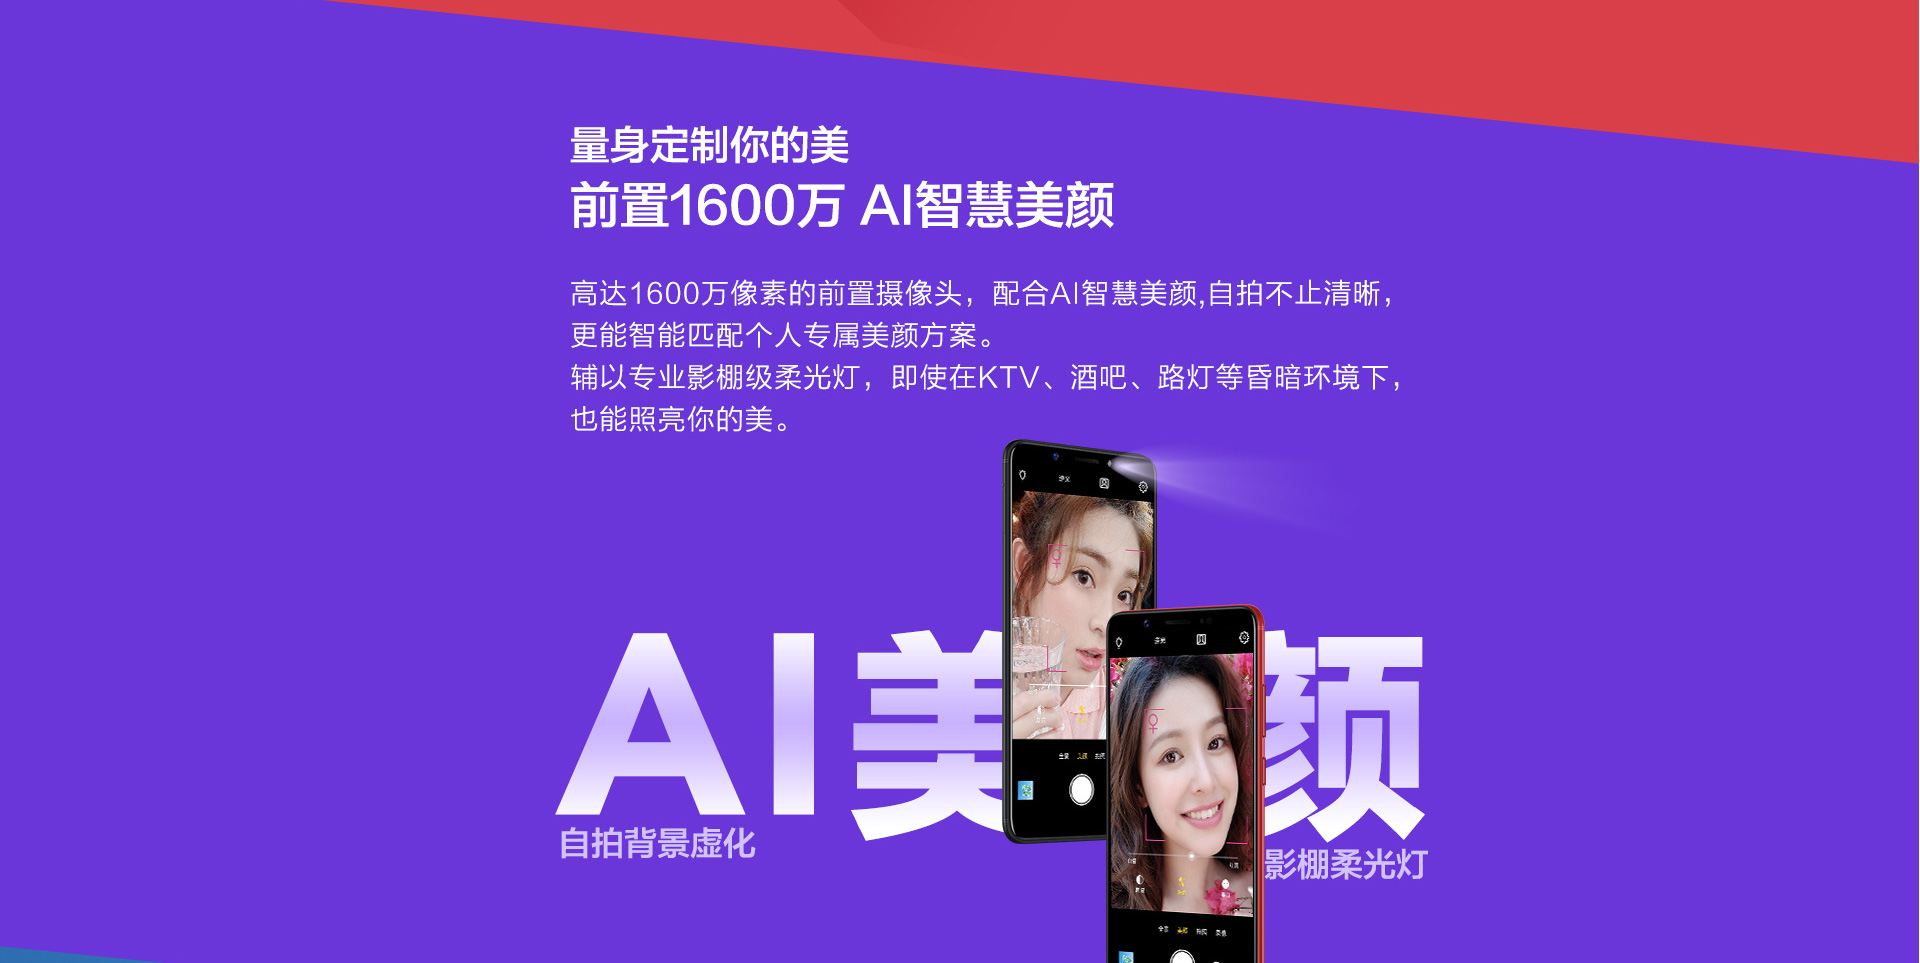 量身定制你的美
前置1600万 AI智慧美颜
高达1600万像素的前置摄像头，配合AI智慧美颜,自拍不止清晰，
更能智能匹配个人专属美颜方案。
辅以专业影棚级柔光灯，即使在KTV、酒吧、路灯等昏暗环境下，
也能照亮你的美。
AI美颜
自拍背景虚化
影棚柔光灯